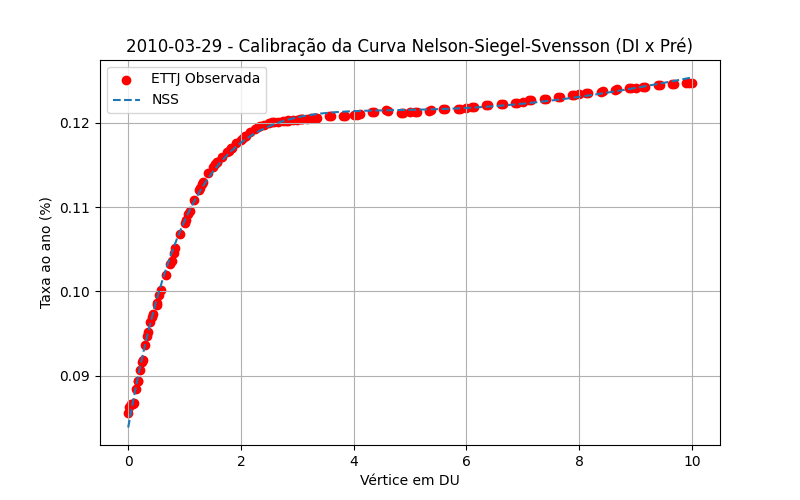 2010-03-29 - Calibração da Curva Nelson-Siegel-Svensson (DI x Pré)
ETTJ Observada
NSS
Taxa ao ano (%)
0.12
0.11
0.10
0.09
0 2 4 6 8 10
Vértice em DU